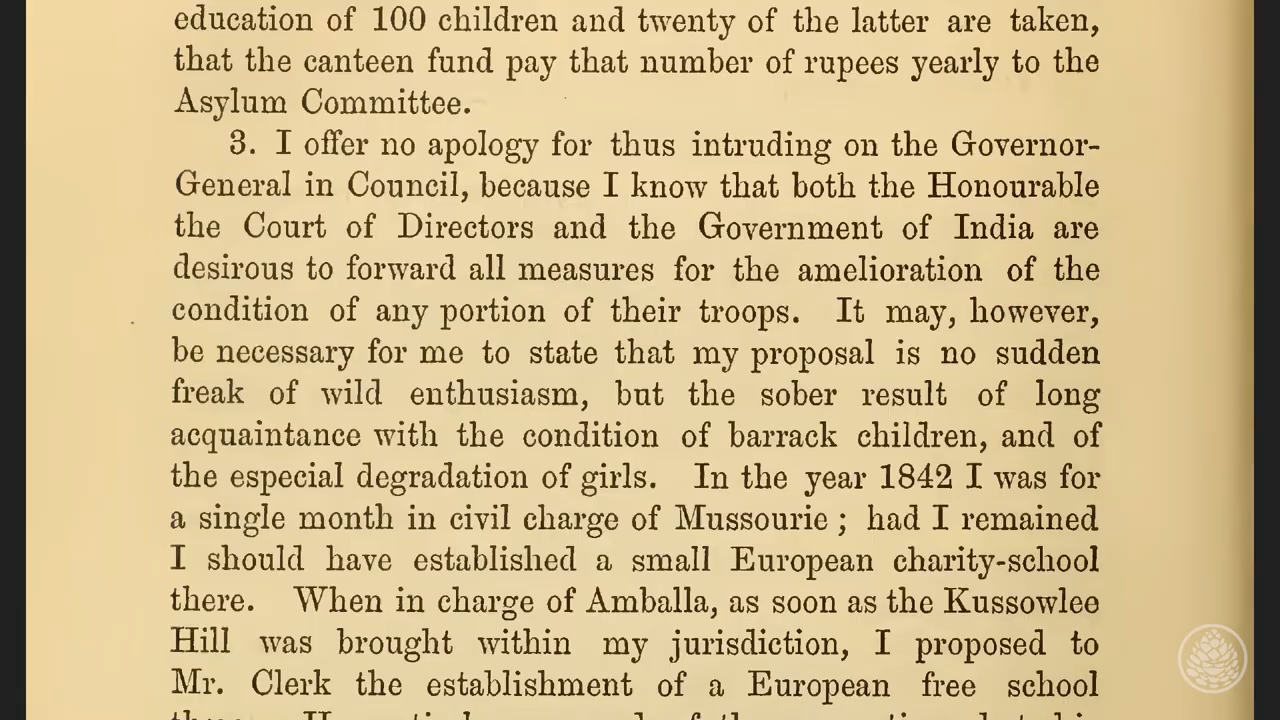 education of 100 children and twenty of the latter are taken,
that the canteen fund pay that number of rupees yearly to the
Asylum Committee.
3. I offer no apology for thus intruding on the Governor-
General in Council, because I know that both the Honourable
the Court of Directors and the Government of India are
desirous to forward all measures for the amelioration of the
condition of any portion of their troops. It may, however,
be necessary for me to state that my proposal is no sudden
freak of wild enthusiasm, but the sober result of long
acquaintance with the condition of barrack children, and of
the especial degradation of girls. In the year 1842 I was for
a single month in civil charge of Mussourie ; had I remained
I should have established a small European charity-school
there. When in charge of Amballa, as soon as the Kussowlee
Hill was brought within my jurisdiction, I proposed to
Mr. Clerk the establishment of a European free school